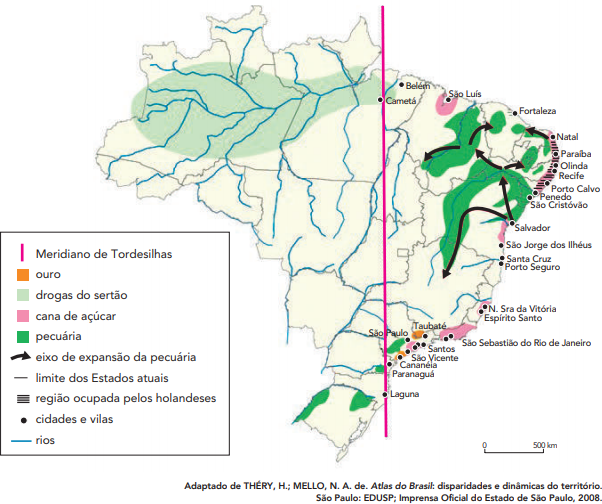 Belém
São Luís
Cametá
Fortaleza
Natal
Paraíba
Olinda
Recife
Porto Calvo
Penedo
São Cristóvão
Salvador
São Jorge dos Ilhéus
Santa Cruz
Porto Seguro
N. Sra da Vitória
Espírito Santo
São Paulo
Taubaté
São Sebastião do Rio de Janeiro
Santos
São Vicente
Cananéia
Paranaguá
Laguna
Meridiano de Tordesilhas
ouro
drogas do sertão
cana de açúcar
pecuária
eixo de expansão da pecuária
limite dos Estados atuais
região ocupada pelos holandeses
cidades e vilas
rios
0 500 km
Adaptado de THÉRY, H.; MELLO, N. A. de. Atlas do Brasil: disparidades e dinâmicas do território.
São Paulo: EDUSP; Imprensa Oficial do Estado de São Paulo, 2008.